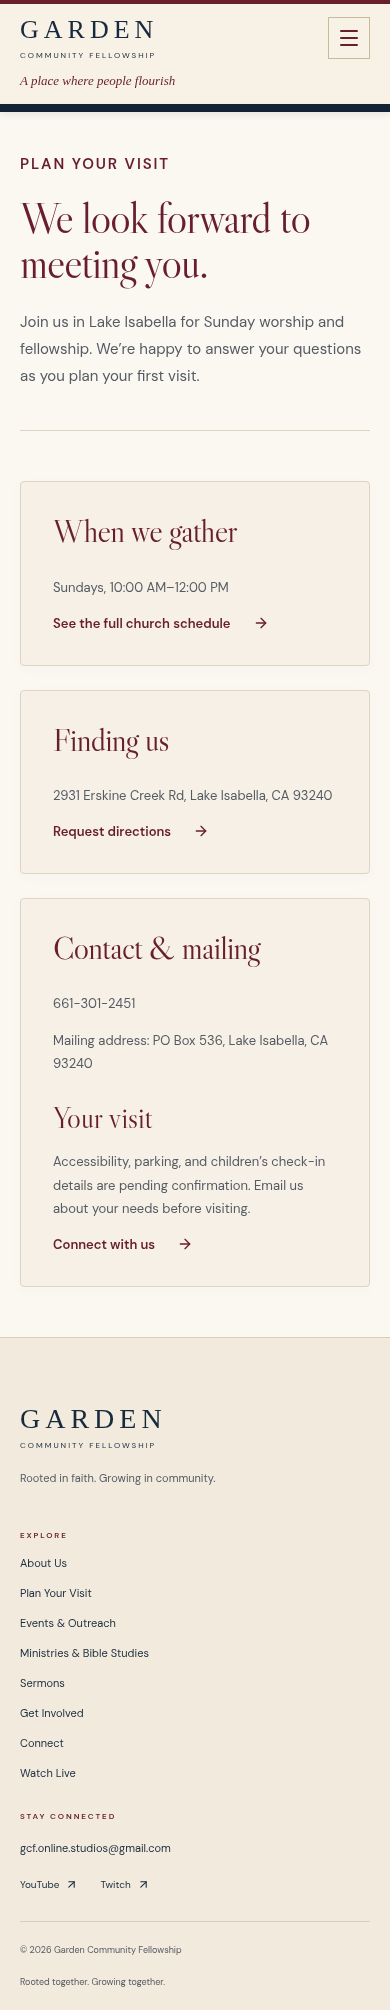 GARDEN
COMMUNITY FELLOWSHIP
A place where people flourish
PLAN YOUR VISIT
We look forward to
meeting you.
Join us in Lake Isabella for Sunday worship and
fellowship. We’re happy to answer your questions
as you plan your first visit.
When we gather
Sundays, 10:00 AM–12:00 PM
See the full church schedule →
Finding us
2931 Erskine Creek Rd, Lake Isabella, CA 93240
Request directions →
Contact & mailing
661-301-2451
Mailing address: PO Box 536, Lake Isabella, CA
93240
Your visit
Accessibility, parking, and children’s check-in
details are pending confirmation. Email us
about your needs before visiting.
Connect with us →
GARDEN
COMMUNITY FELLOWSHIP
Rooted in faith. Growing in community.
EXPLORE
About Us
Plan Your Visit
Events & Outreach
Ministries & Bible Studies
Sermons
Get Involved
Connect
Watch Live
STAY CONNECTED
gcf.online.studios@gmail.com
YouTube ↗ Twitch ↗
© 2026 Garden Community Fellowship
Rooted together. Growing together.